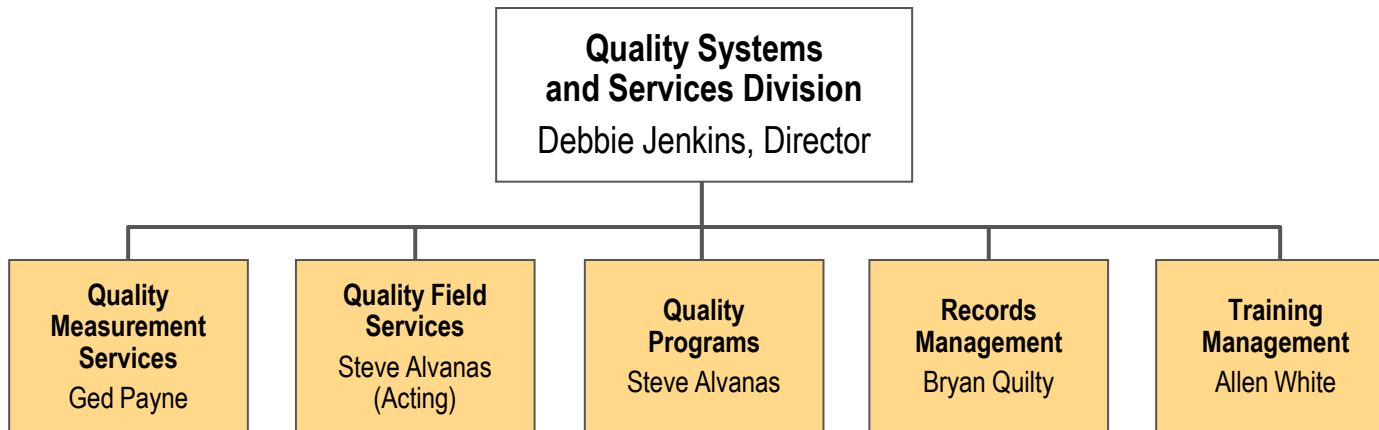 Quality Systems
and Services Division
Debbie Jenkins, Director
Quality
Measurement
Services
Ged Payne
Quality Field
Services
Steve Alvanas
(Acting)
Quality
Programs
Steve Alvanas
Records
Management
Bryan Quilty
Training
Management
Allen White